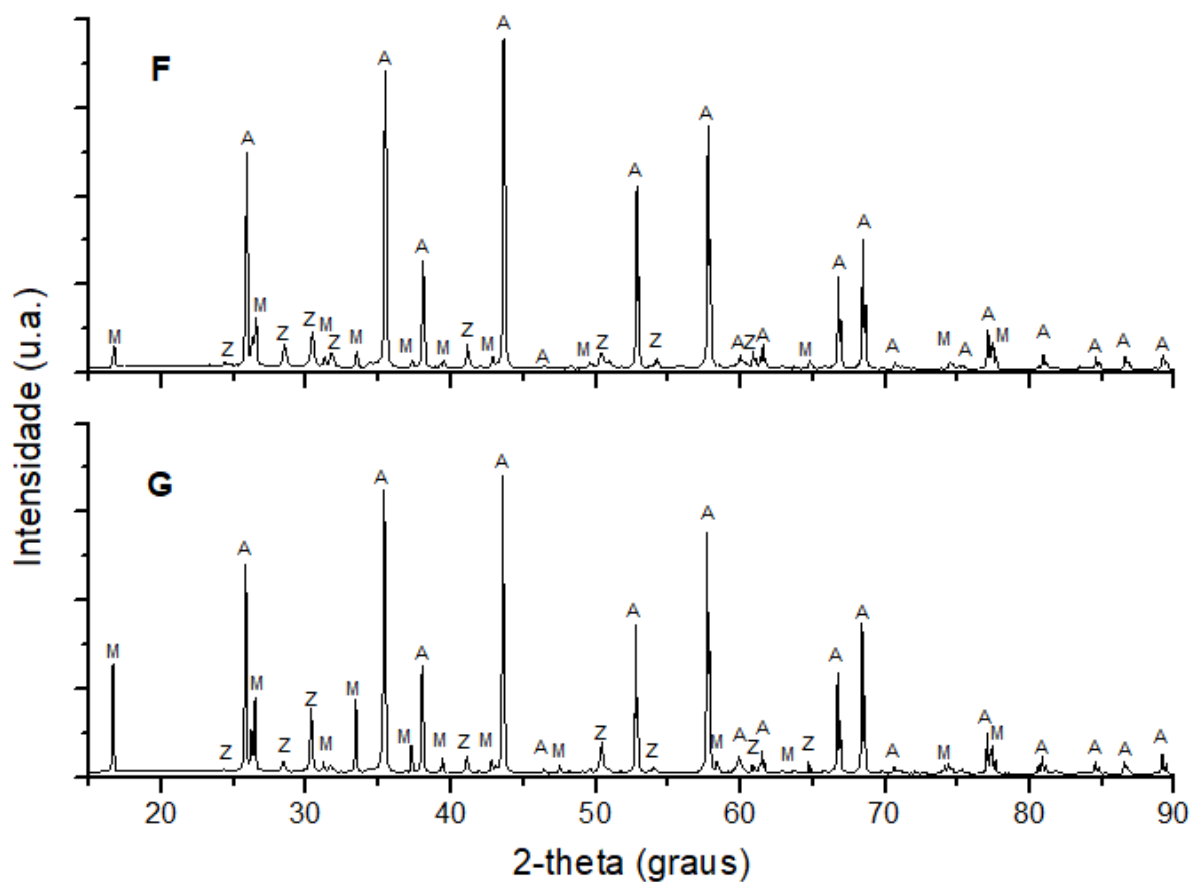 F
M Z A M Z Z M Z M A M A M Z M A A M Z A Z A A Z A M A A A M A A M A A A
G
M Z A M Z Z M M A M A M Z M A A M Z A Z A M A Z A M Z A A A M A M A A A A
20 30 40 50 60 70 80 90
Intensidade (u.a.)
2-theta (graus)